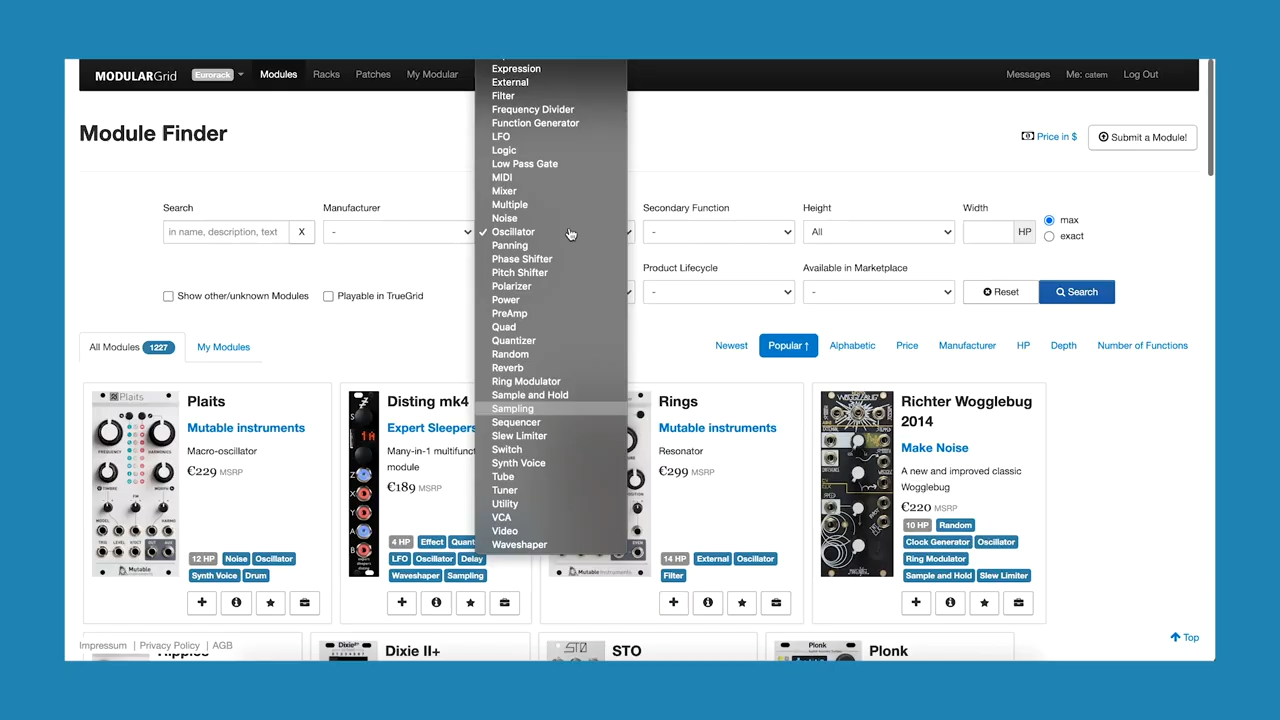 MODULARGrid Eurorack Modules Racks Patches My Modular Messages Me: catem Log Out
Module Finder
Price in $ Submit a Module!
Search Manufacturer Secondary Function Height Width
in name, description, text X - - All HP max
exact
Product Lifecycle Available in Marketplace
Show other/unknown Modules Playable in TrueGrid - - Reset Search
Expression
External
Filter
Frequency Divider
Function Generator
LFO
Logic
Low Pass Gate
MIDI
Mixer
Multiple
Noise
✓ Oscillator
Panning
Phase Shifter
Pitch Shifter
Polarizer
Power
PreAmp
Quad
Quantizer
Random
Reverb
Ring Modulator
Sample and Hold
Sampling
Sequencer
Slew Limiter
Switch
Synth Voice
Tube
Tuner
Utility
VCA
Video
Waveshaper
All Modules 1227 My Modules
Newest Popular ↑ Alphabetic Price Manufacturer HP Depth Number of Functions
Plaits
Plaits
Mutable instruments
Macro-oscillator
€229 MSRP
12 HP Noise Oscillator
Synth Voice Drum
Disting mk4
Expert Sleepers
Many-in-1 multifunct
module
€189 MSRP
4 HP Effect Quant
LFO Oscillator Delay
Waveshaper Sampling
Rings
Mutable instruments
Resonator
€299 MSRP
14 HP External Oscillator
Filter
Richter Wogglebug
2014
Make Noise
A new and improved classic
Wogglebug
€220 MSRP
10 HP Random
Clock Generator Oscillator
Ring Modulator
Sample and Hold Slew Limiter
Impressum | Privacy Policy | AGB
Top
Ripples
Dixie II+
Dixie II+
STO
STO
Plonk
Plonk